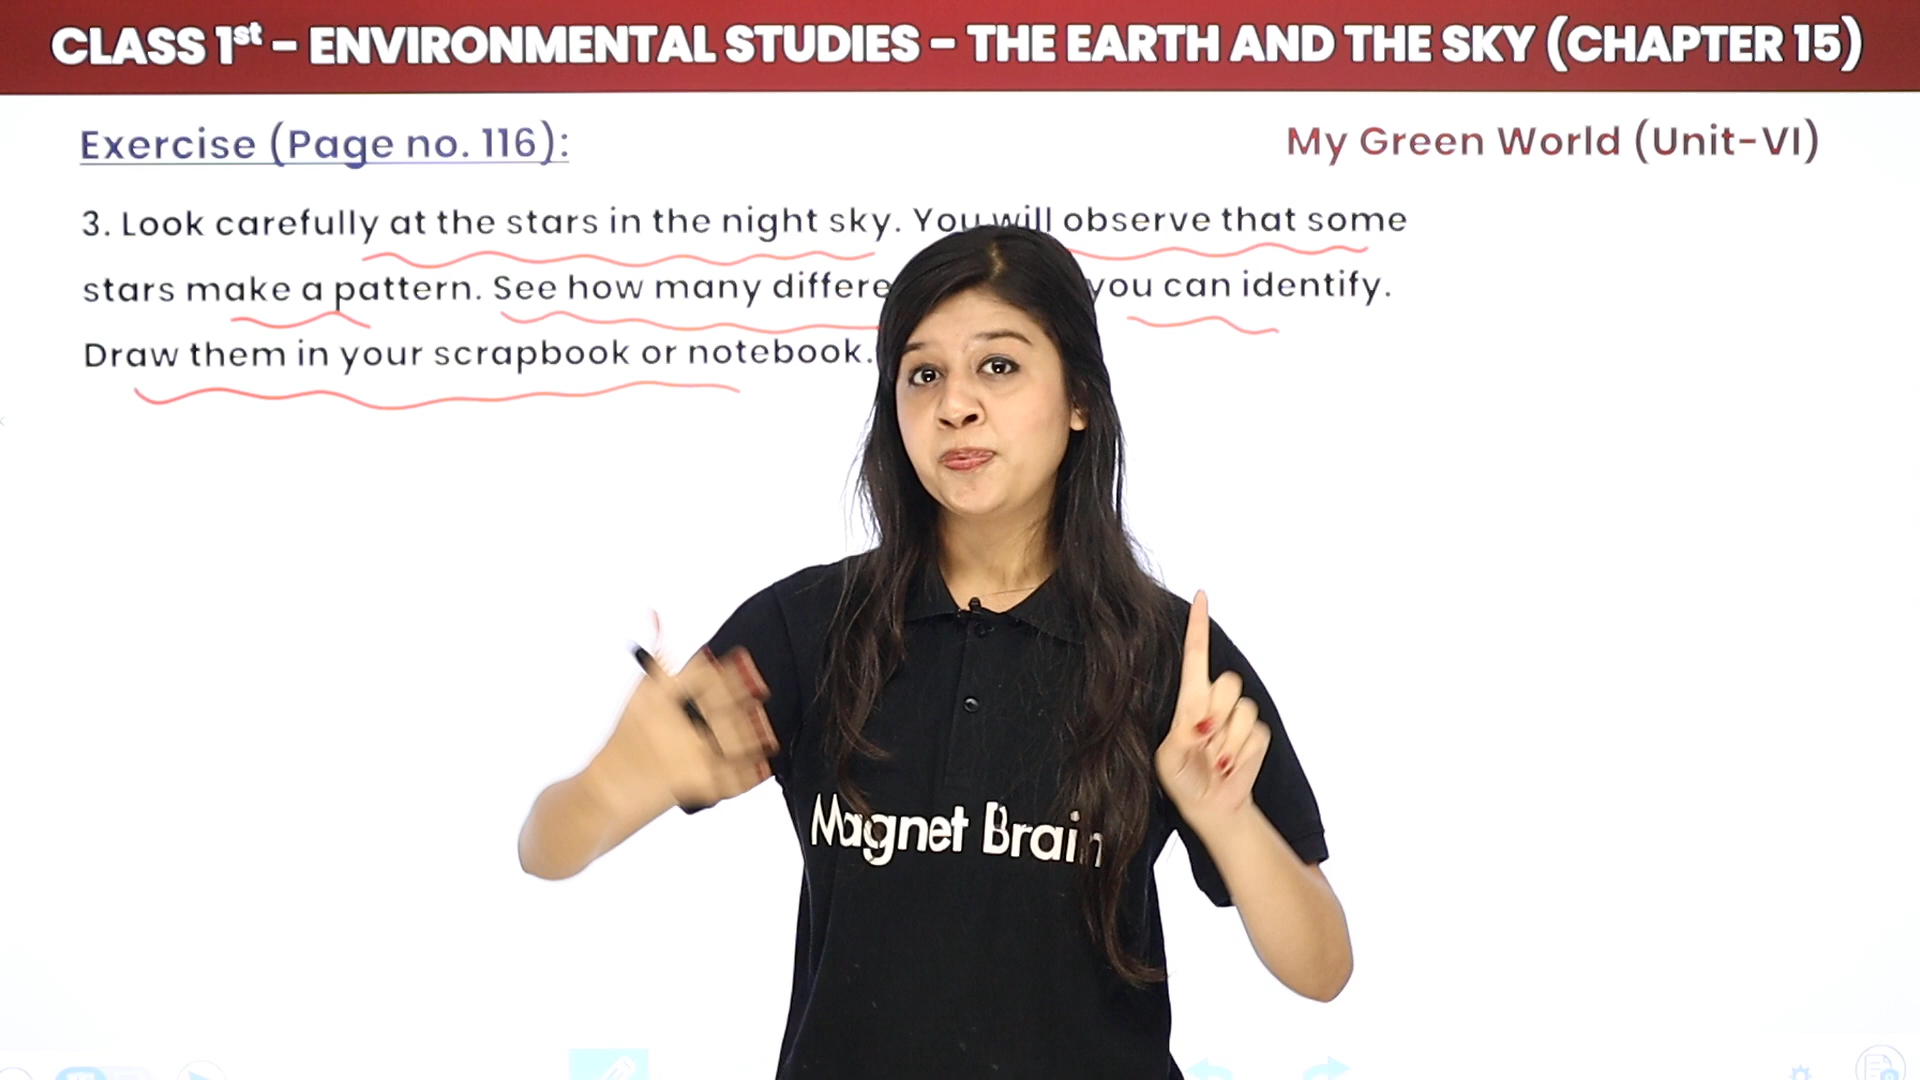 CLASS 1st – ENVIRONMENTAL STUDIES – THE EARTH AND THE SKY (CHAPTER 15)
Exercise (Page no. 116):
My Green World (Unit-VI)
3. Look carefully at the stars in the night sky. You will observe that some
stars make a pattern. See how many differe you can identify.
Draw them in your scrapbook or notebook.
Magnet Brain